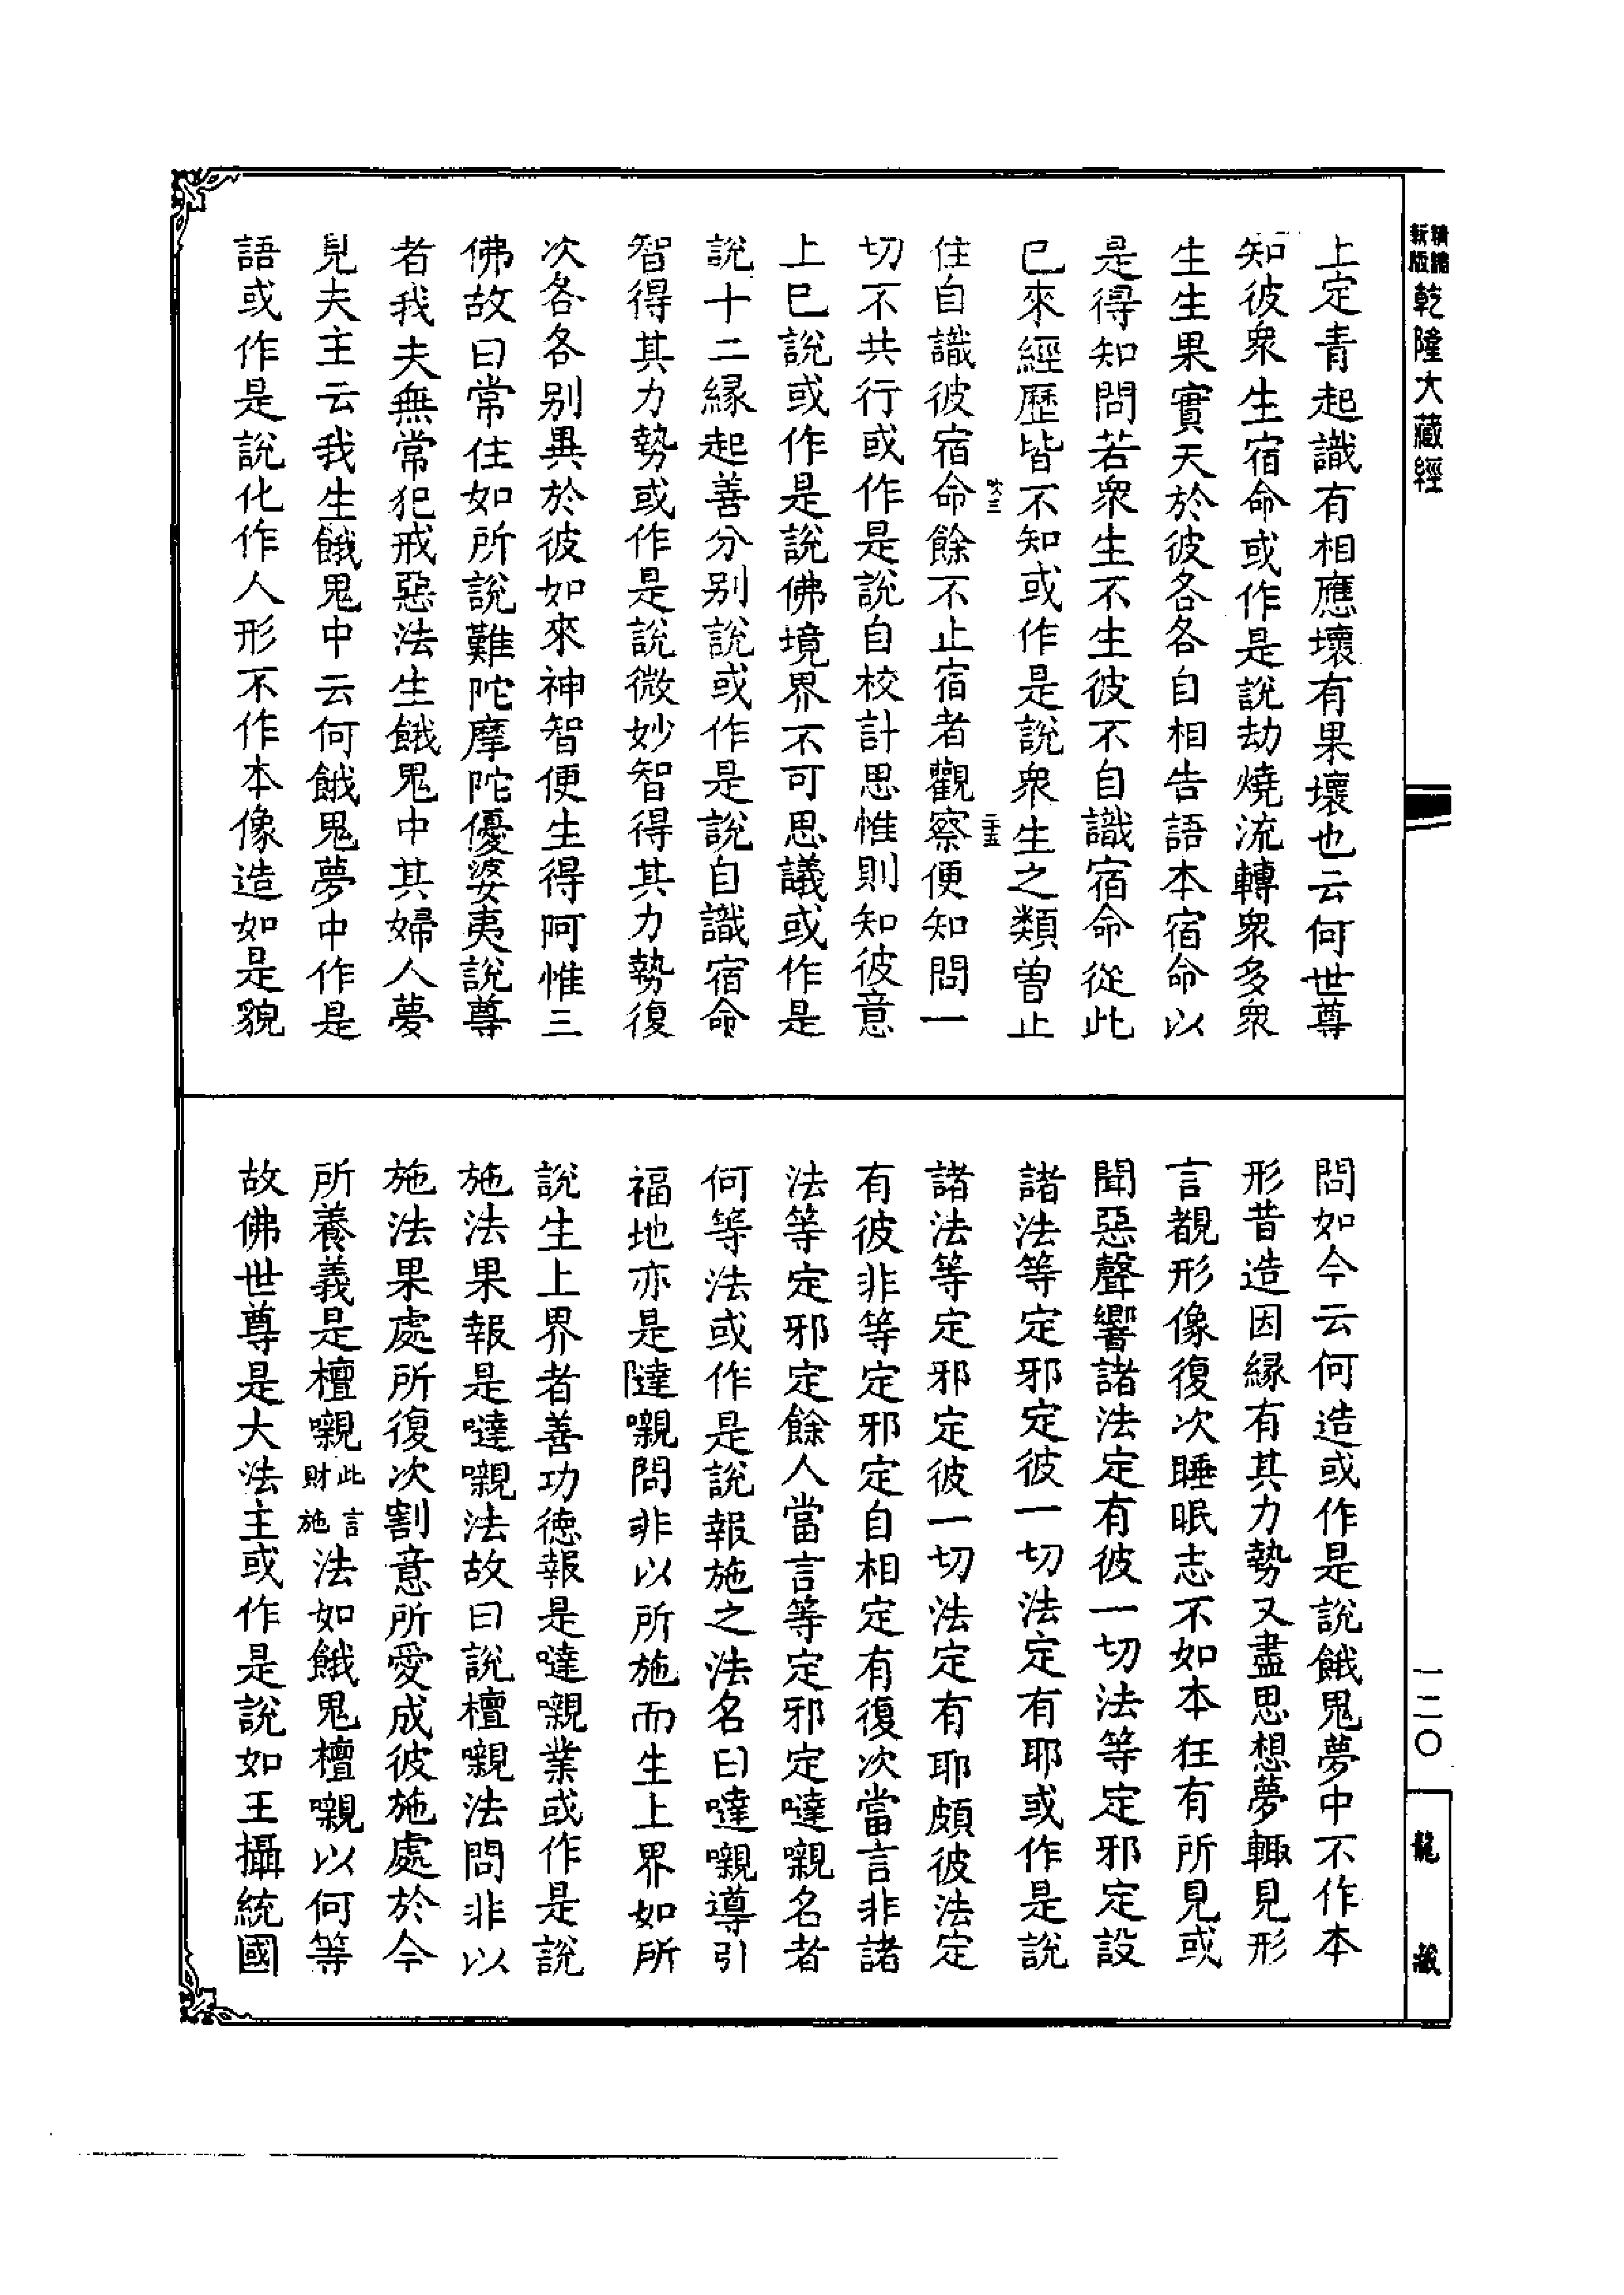 新版 精縮 乾隆大藏經
上定青起識有相應壞有果壞也云何世尊
知彼衆生宿命或作是說劫燒流轉衆多衆
生生果實天於彼各各自相告語本宿命以
是得知問若衆生不生彼不自識宿命從此
已來經歷皆不知或作是說衆生之類曽止
住自識彼宿命餘不止宿者觀察便知問一
切不共行或作是說自校計思惟則知彼意
上已說或作是說佛境界不可思議或作是
說十二縁起善分别說或作是說自識宿命
智得其力勢或作是說微妙智得其力勢復
次各各别異於彼如來神智便生得阿惟三
佛故曰常住如所說難陀摩陀優婆夷說尊
者我夫無常犯戒惡法生餓鬼中其婦人夢
見夫主云我生餓鬼中云何餓鬼夢中作是
語或作是說化作人形不作本像造如是貌
問如今云何造或作是說餓鬼夢中不作本
形昔造因縁有其力勢又盡思想夢輙見形
言覩形像復次睡眠志不如本狂有所見或
聞惡聲響諸法定有彼一切法等定邪定設
諸法等定邪定彼一切法定有耶或作是說
諸法等定邪定彼一切法定有耶頗彼法定
有彼非等定邪定自相定有復次當言非諸
法等定邪定餘人當言等定邪定噠嚫名者
何等法或作是說報施之法名曰噠嚫導引
福地亦是隢嚫問非以所施而生上界如所
說生上界者善功徳報是噠嚫業或作是說
施法果報是噠嚫法故曰說檀嚫法問非以
施法果處所復次割意所愛成彼施處於今
所養義是檀嚫此言財施法如餓鬼檀嚫以何等
故佛世尊是大法主或作是說如王攝統國
一二〇
龍藏